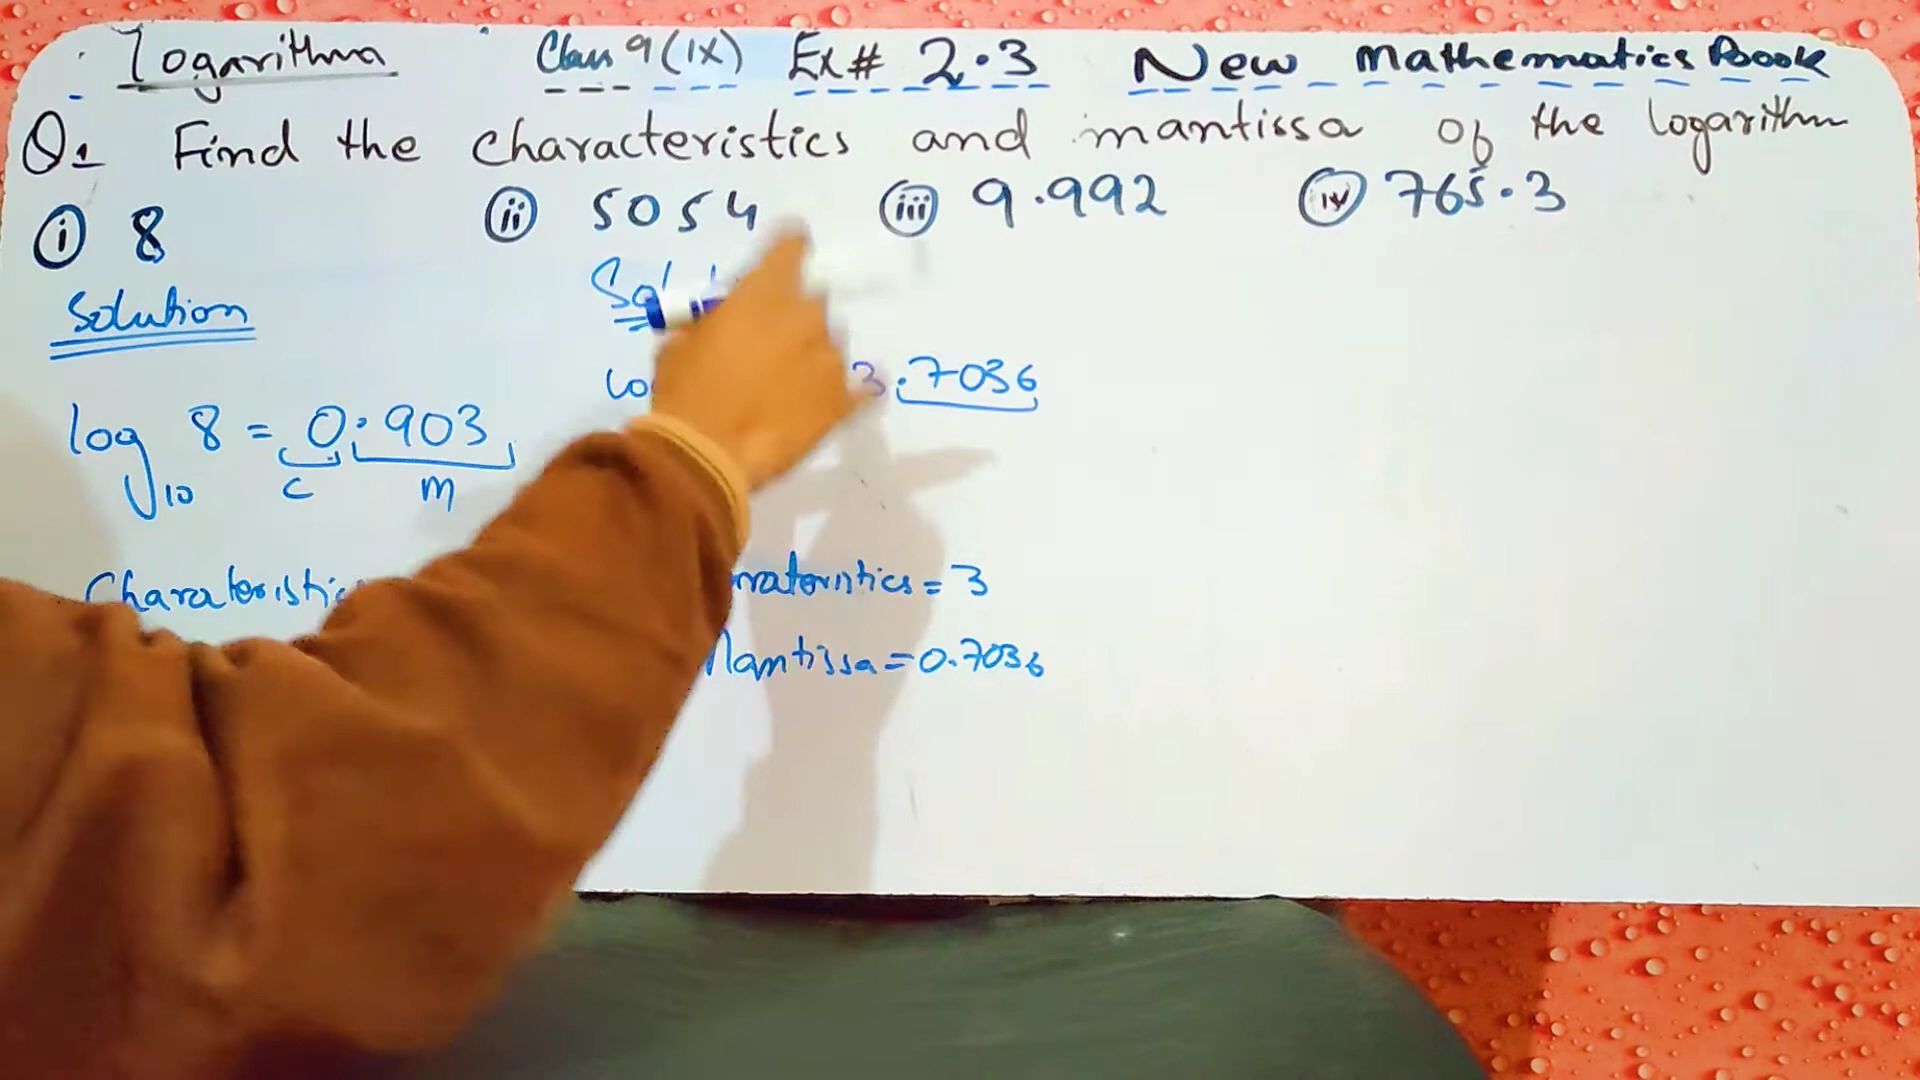 Logarithm Class 9 (IX) Ex# 2.3 New Mathematics Book
Q1 Find the characteristics and mantissa of the logarithm
(i) 8 (ii) 5054 (iii) 9.992 (iv) 765.3
Solution
log₁₀ 8 = 0.903
C M
3.7036
= 3
Mantissa = 0.7036